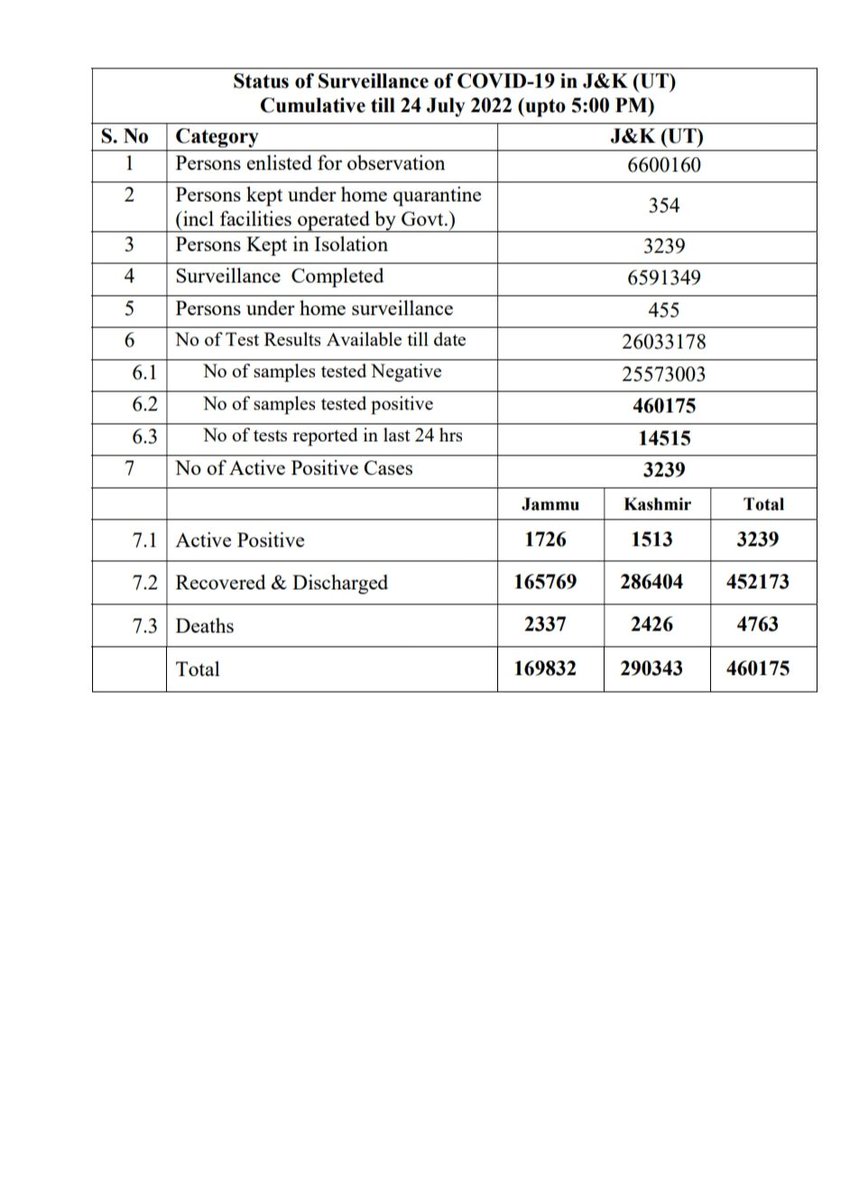 Status of Surveillance of COVID-19 in J&K (UT)
Cumulative till 24 July 2022 (upto 5:00 PM)
S. No Category J&K (UT)
1 Persons enlisted for observation 6600160
2 Persons kept under home quarantine
(incl facilities operated by Govt.) 354
3 Persons Kept in Isolation 3239
4 Surveillance Completed 6591349
5 Persons under home surveillance 455
6 No of Test Results Available till date 26033178
6.1 No of samples tested Negative 25573003
6.2 No of samples tested positive 460175
6.3 No of tests reported in last 24 hrs 14515
7 No of Active Positive Cases 3239
Jammu Kashmir Total
7.1 Active Positive 1726 1513 3239
7.2 Recovered & Discharged 165769 286404 452173
7.3 Deaths 2337 2426 4763
Total 169832 290343 460175